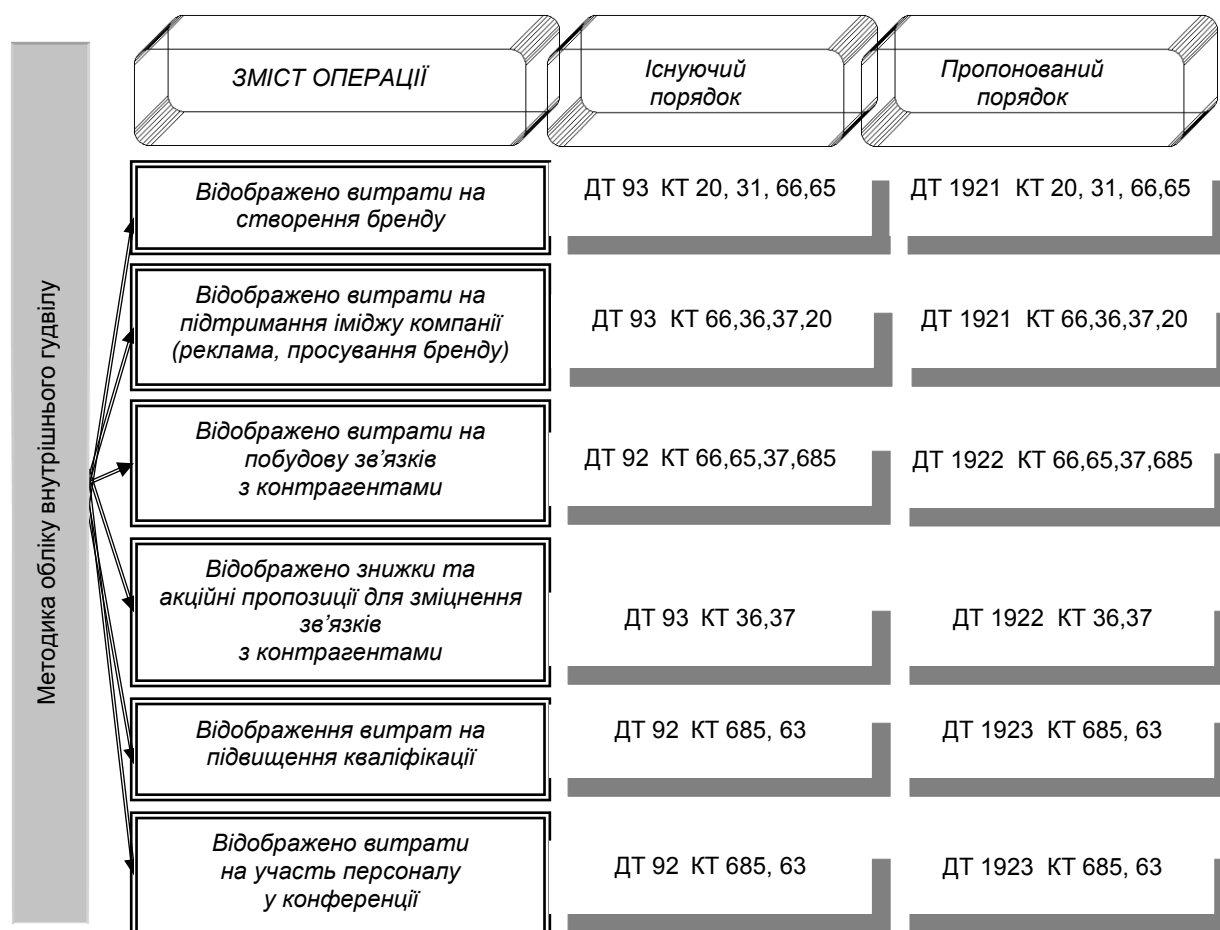 Методика обліку внутрішнього гудвілу
ЗМІСТ ОПЕРАЦІЇ
Існуючий
порядок
Пропонований
порядок
Відображено витрати на
створення бренду
ДТ 93 КТ 20, 31, 66,65
ДТ 1921 КТ 20, 31, 66,65
Відображено витрати на
підтримання іміджу компанії
(реклама, просування бренду)
ДТ 93 КТ 66,36,37,20
ДТ 1921 КТ 66,36,37,20
Відображено витрати на
побудову зв’язків
з контрагентами
ДТ 92 КТ 66,65,37,685
ДТ 1922 КТ 66,65,37,685
Відображено знижки та
акційні пропозиції для зміцнення
зв’язків
з контрагентами
ДТ 93 КТ 36,37
ДТ 1922 КТ 36,37
Відображення витрат на
підвищення кваліфікації
ДТ 92 КТ 685, 63
ДТ 1923 КТ 685, 63
Відображено витрати
на участь персоналу
у конференції
ДТ 92 КТ 685, 63
ДТ 1923 КТ 685, 63